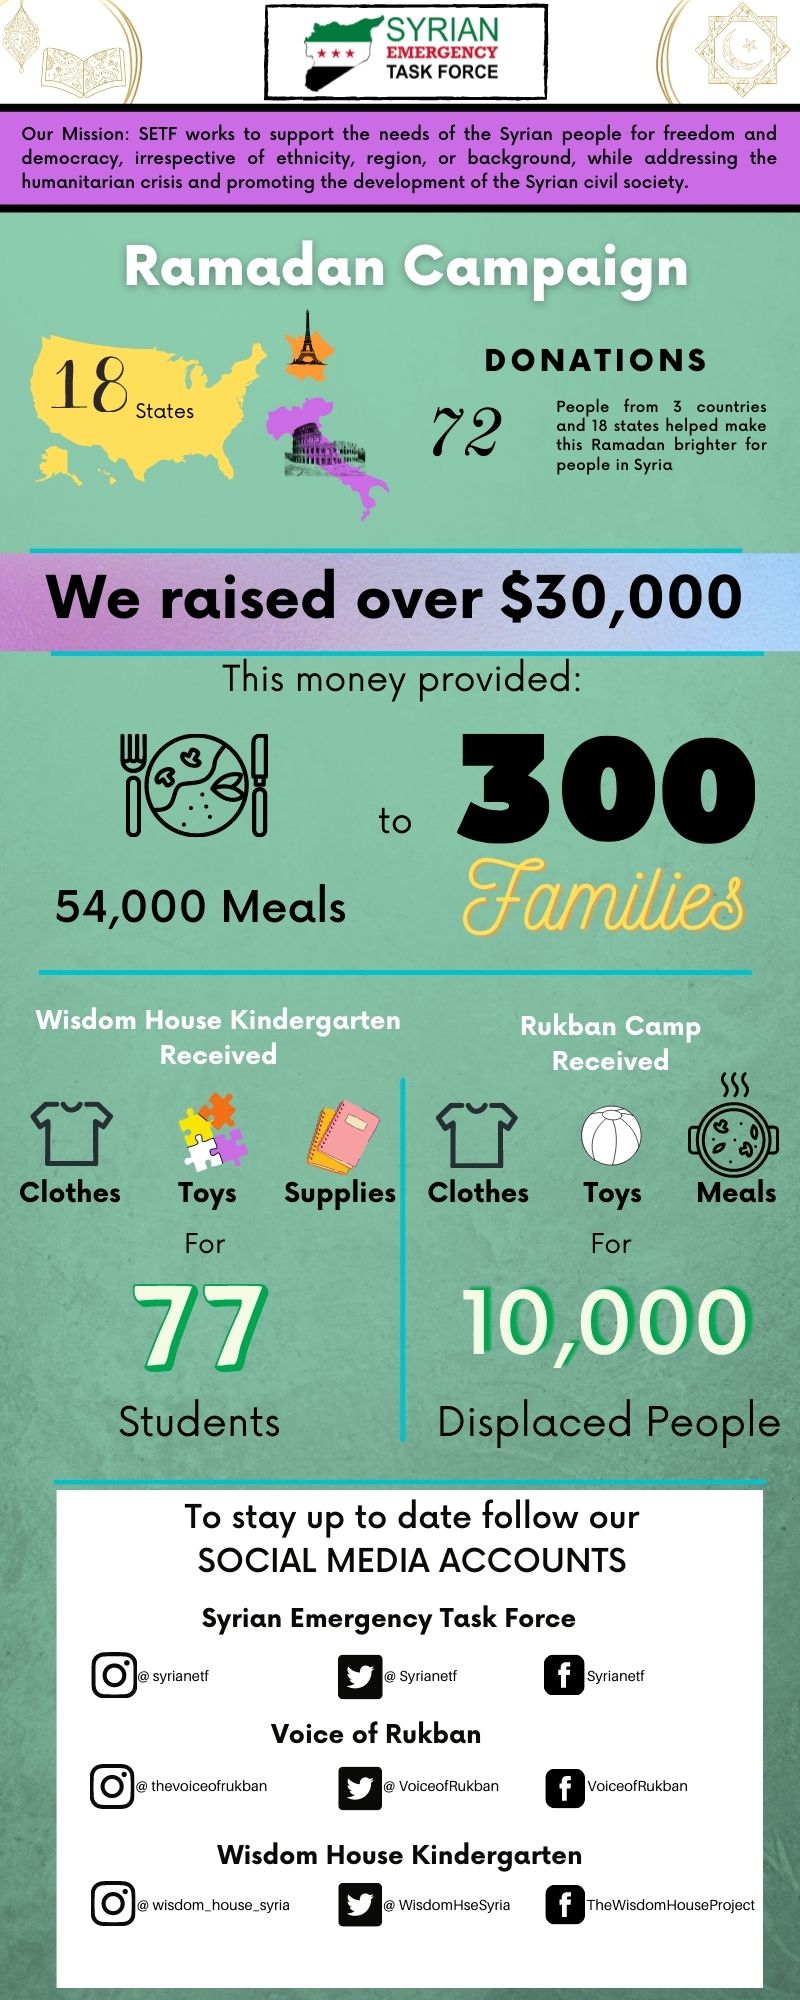 SYRIAN
EMERGENCY
TASK FORCE
Our Mission: SETF works to support the needs of the Syrian people for freedom and
democracy, irrespective of ethnicity, region, or background, while addressing the
humanitarian crisis and promoting the development of the Syrian civil society.
Ramadan Campaign
18 States
DONATIONS
72
People from 3 countries
and 18 states helped make
this Ramadan brighter for
people in Syria
We raised over $30,000
This money provided:
54,000 Meals
to
300
Families
Wisdom House Kindergarten
Received
Clothes Toys Supplies
For
77
Students
Rukban Camp
Received
Clothes Toys Meals
For
10,000
Displaced People
To stay up to date follow our
SOCIAL MEDIA ACCOUNTS
Syrian Emergency Task Force
@ syrianetf @ Syrianetf Syrianetf
Voice of Rukban
@ thevoiceofrukban @ VoiceofRukban VoiceofRukban
Wisdom House Kindergarten
@ wisdom_house_syria @ WisdomHseSyria TheWisdomHouseProject